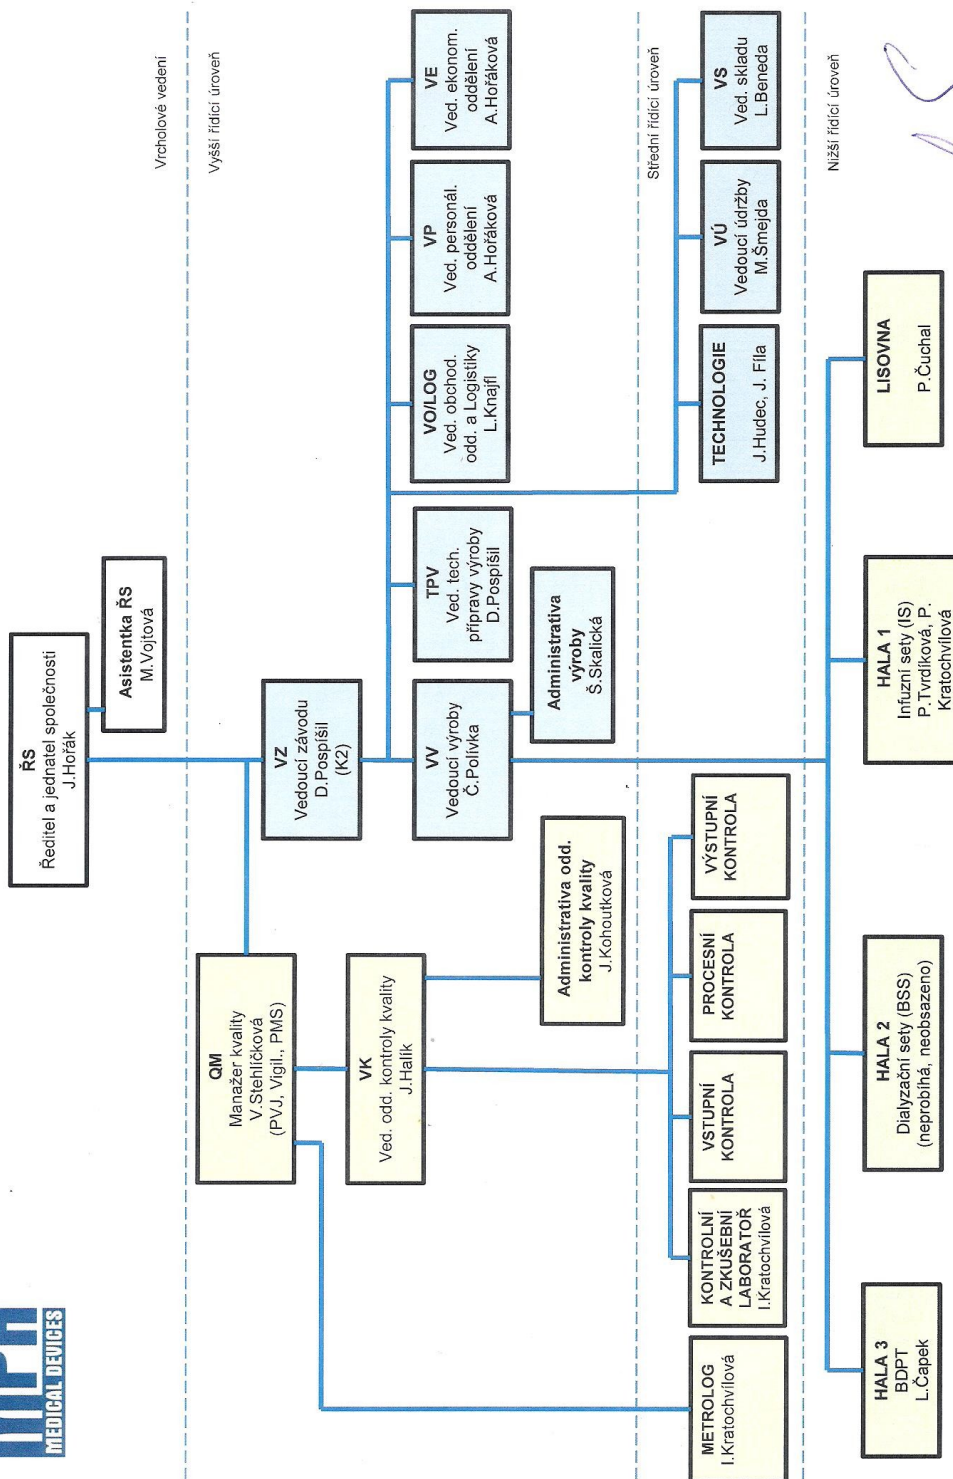 MEDICAL DEVICES
ŘS
Ředitel a jednatel společnosti
J.Hořák
Asistentka ŘS
M.Vojtová
Vrcholové vedení
Vyšší řídící úroveň
QM
Manažer kvality
V.Stehlíčková
(PVJ, Vigil., PMS)
VZ
Vedoucí závodu
D.Pospíšil
(K2)
VK
Ved. odd. kontroly kvality
J.Halík
VV
Vedoucí výroby
Č.Polívka
TPV
Ved. tech.
přípravy výroby
D.Pospíšil
VO/LOG
Ved. obchod.
odd. a Logistiky
L.Knajfl
VP
Ved. personál.
oddělení
A.Hořáková
VE
Ved. ekonom.
oddělení
A.Hořáková
Administrativa odd.
kontroly kvality
J.Kohoutková
Administrativa
výroby
Š.Skalická
Střední řídící úroveň
METROLOG
I.Kratochvílová
KONTROLNÍ
A ZKUŠEBNÍ
LABORATOŘ
I.Kratochvílová
VSTUPNÍ
KONTROLA
PROCESNÍ
KONTROLA
VÝSTUPNÍ
KONTROLA
TECHNOLOGIE
J.Hudec, J. Fíla
VÚ
Vedoucí údržby
M.Šmejda
VS
Ved. skladu
L.Beneda
Nižší řídící úroveň
HALA 3
BDPT
L.Čapek
HALA 2
Dialyzační sety (BSS)
(neprobíhá, neobsazeno)
HALA 1
Infuzní sety (IS)
P.Tvrdíková, P.
Kratochvílová
LISOVNA
P.Čuchal